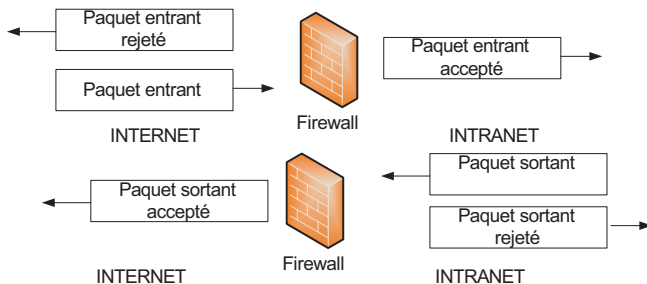 Paquet entrant
rejeté
Paquet entrant
accepté
Paquet entrant
Firewall
INTERNET
INTRANET
Paquet sortant
Paquet sortant
accepté
Paquet sortant
rejeté
Firewall
INTERNET
INTRANET